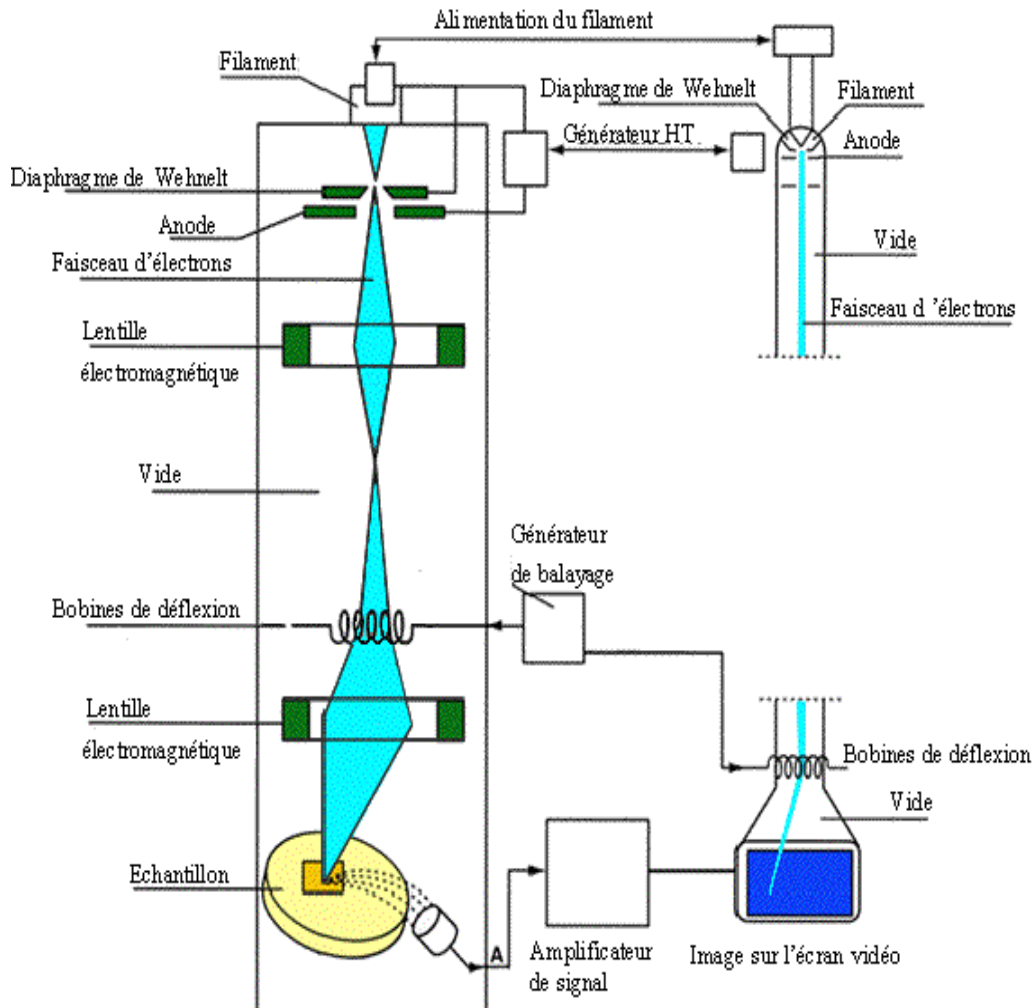 Alimentation du filament
Filament
Diaphragme de Wehnelt
Filament
Générateur HT
Anode
Diaphragme de Wehnelt
Anode
Vide
Faisceau d'électrons
Faisceau d 'électrons
Lentille
électromagnétique
Vide
Générateur
de balayage
Bobines de déflexion
Lentille
électromagnétique
Bobines de déflexion
Vide
Echantillon
A
Amplificateur
de signal
Image sur l'écran vidéo